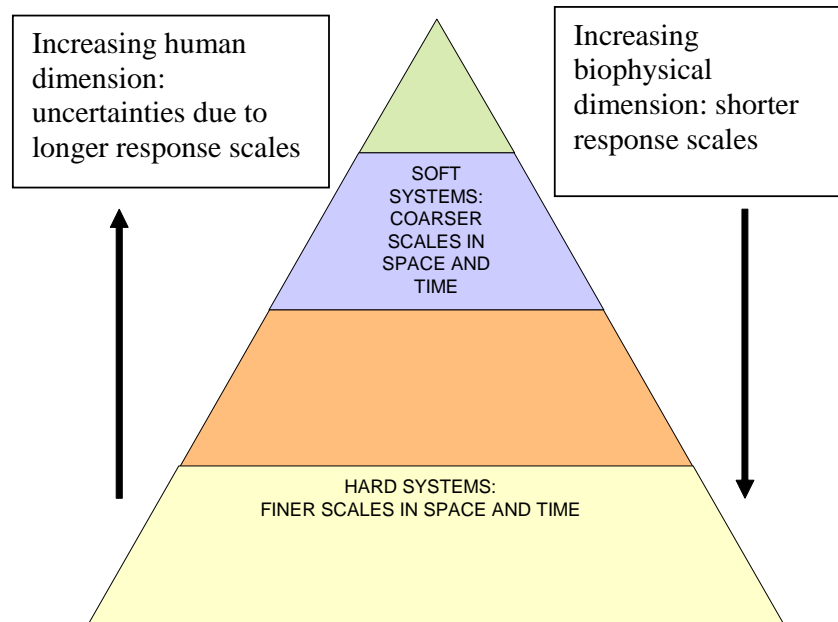 Increasing human
dimension:
uncertainties due to
longer response scales
Increasing
biophysical
dimension: shorter
response scales
SOFT
SYSTEMS:
COARSER
SCALES IN
SPACE AND
TIME
HARD SYSTEMS:
FINER SCALES IN SPACE AND TIME